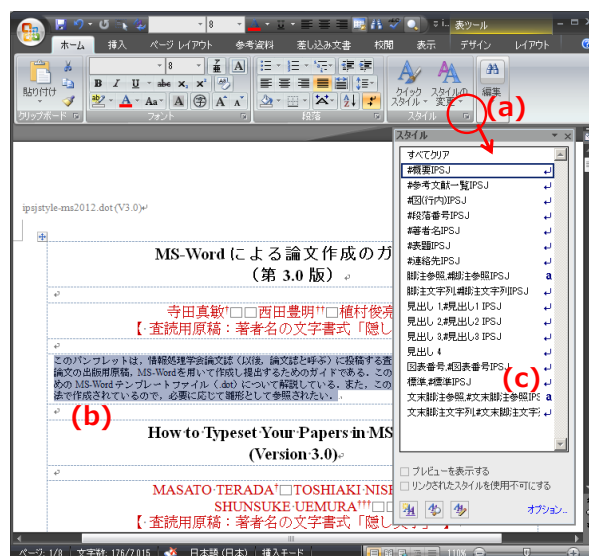 8
表ツール
ホーム 挿入 ページ レイアウト 参考資料 差し込み文書 校閲 表示 デザイン レイアウト
貼り付け
8
B I U abc x, x²
Aa
クイック スタイル
スタイルの 変更
編集
クリップボード
フォント
段落
スタイル
(a)
スタイル
すべてクリア
#概要IPSJ
#参考文献一覧IPSJ
#図(行内)IPSJ
#段落番号IPSJ
#著者名IPSJ
#表題IPSJ
#連絡先IPSJ
脚注参照,#脚注参照IPSJ a
脚注文字列,#脚注文字列IPSJ
見出し 1,#見出し1 IPSJ
見出し 2,#見出し2 IPSJ
見出し 3,#見出し3 IPSJ
見出し 4
図表番号,#図表番号IPSJ
標準,#標準IPSJ
文末脚注参照,#文末脚注参照IPS a
文末脚注文字列,#文末脚注文字
(c)
プレビューを表示する
リンクされたスタイルを使用不可にする
オプション...
ipsjstyle-ms2012.dot (V3.0)
MS-Word による論文作成のガ
(第 3.0 版)
寺田真敏†□□西田豊明††□植村俊亮
【·査読用原稿:著者名の文字書式「隠し
このパンフレットは,情報処理学会論文誌(以後,論文誌と呼ぶ)に投稿する査
論文の出版用原稿,MS-Word を用いて作成し提出するためのガイドである.この
めの MS-Word テンプレートファイル(.dot)について解説している.また,この
法で作成されているので,必要に応じて雛形として参照されたい.
(b)
How to Typeset Your Papers in MS
(Version 3.0)
MASATO TERADA†□TOSHIAKI NISH
SHUNSUKE UEMURA†††□
【·査読用原稿:著者名の文字書式「隠し文字」
ページ: 1/8 文字数: 176/7,015 日本語 (日本) 挿入モード 110%